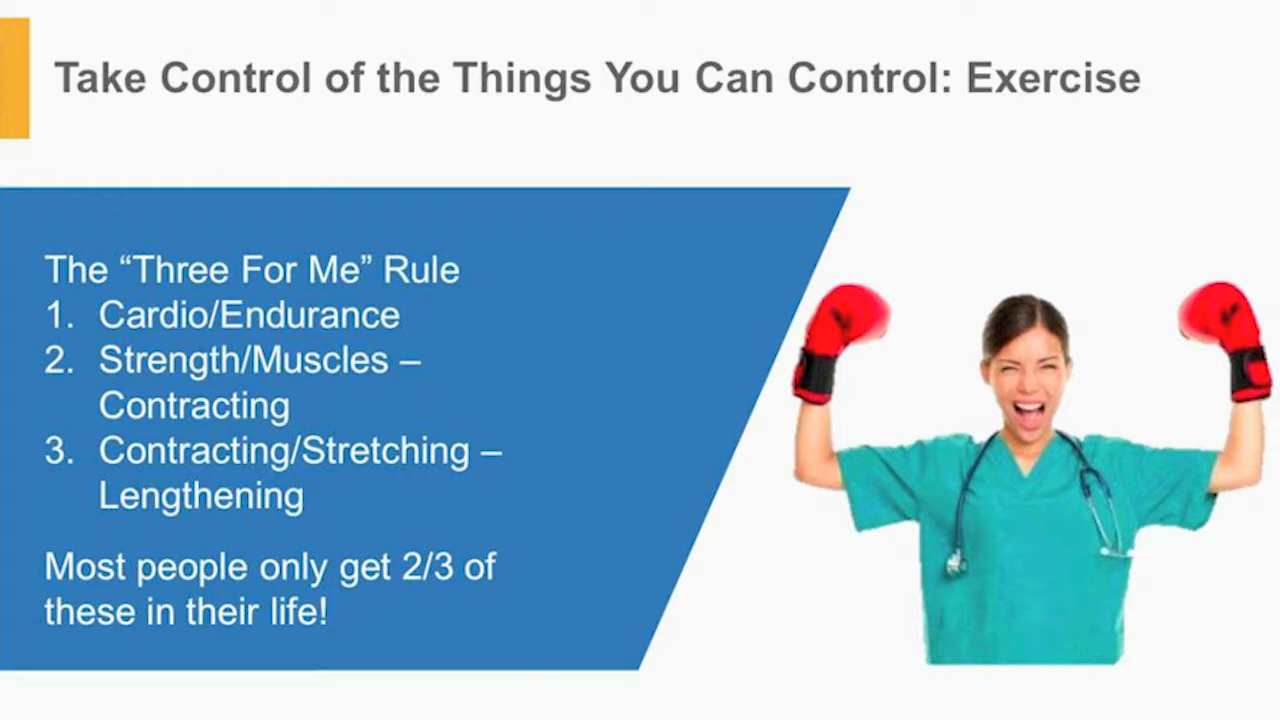 Take Control of the Things You Can Control: Exercise
The “Three For Me” Rule
1. Cardio/Endurance
2. Strength/Muscles –
Contracting
3. Contracting/Stretching –
Lengthening
Most people only get 2/3 of
these in their life!